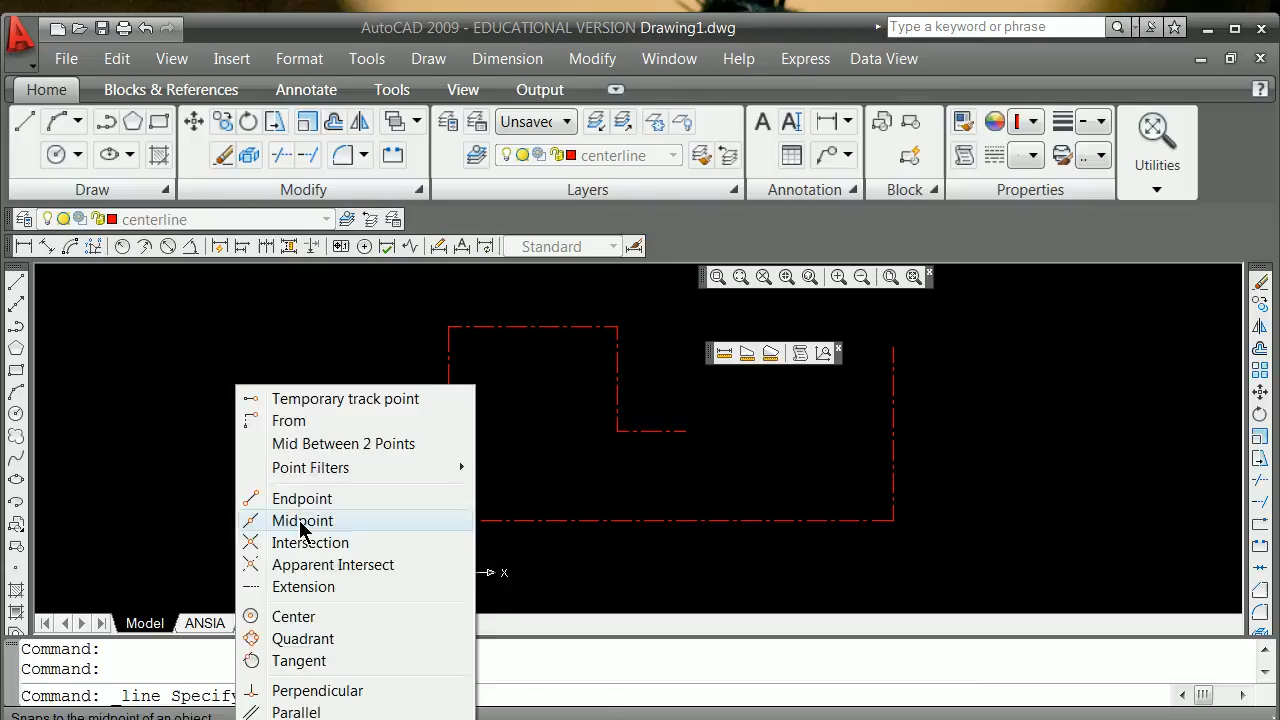 AutoCAD 2009 - EDUCATIONAL VERSION Drawing1.dwg
Type a keyword or phrase
File Edit View Insert Format Tools Draw Dimension Modify Window Help Express Data View
Home Blocks & References Annotate Tools View Output
Unsavec
centerline
Utilities
Draw Modify Layers Annotation Block Properties
centerline
Standard
Temporary track point
From
Mid Between 2 Points
Point Filters
Endpoint
Midpoint
Intersection
Apparent Intersect
Extension
X
Center
Model ANSIA
Quadrant
Command:
Tangent
Command:
Command: _line Specify
Perpendicular
Parallel
Snaps to the midpoint of an object